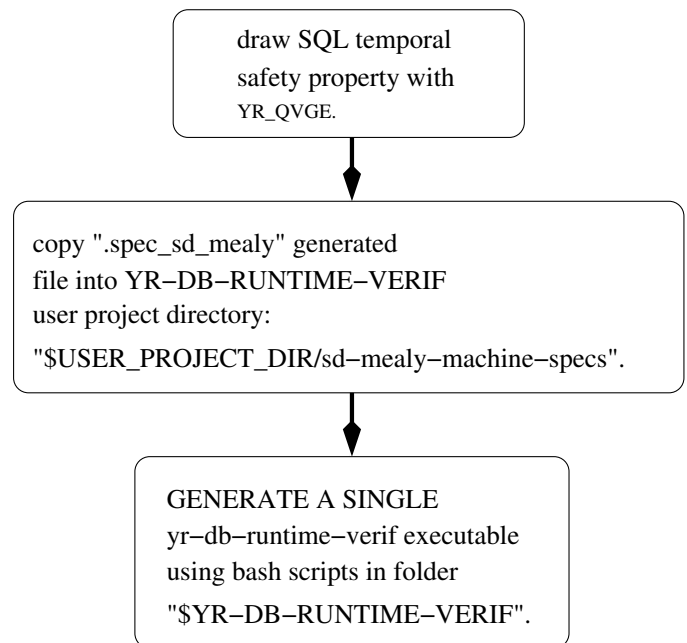 draw SQL temporal
safety property with
YR_QVGE.
copy ".spec_sd_mealy" generated
file into YR−DB−RUNTIME−VERIF
user project directory:
"$USER_PROJECT_DIR/sd−mealy−machine−specs".
GENERATE A SINGLE
yr−db−runtime−verif executable
using bash scripts in folder
"$YR−DB−RUNTIME−VERIF".